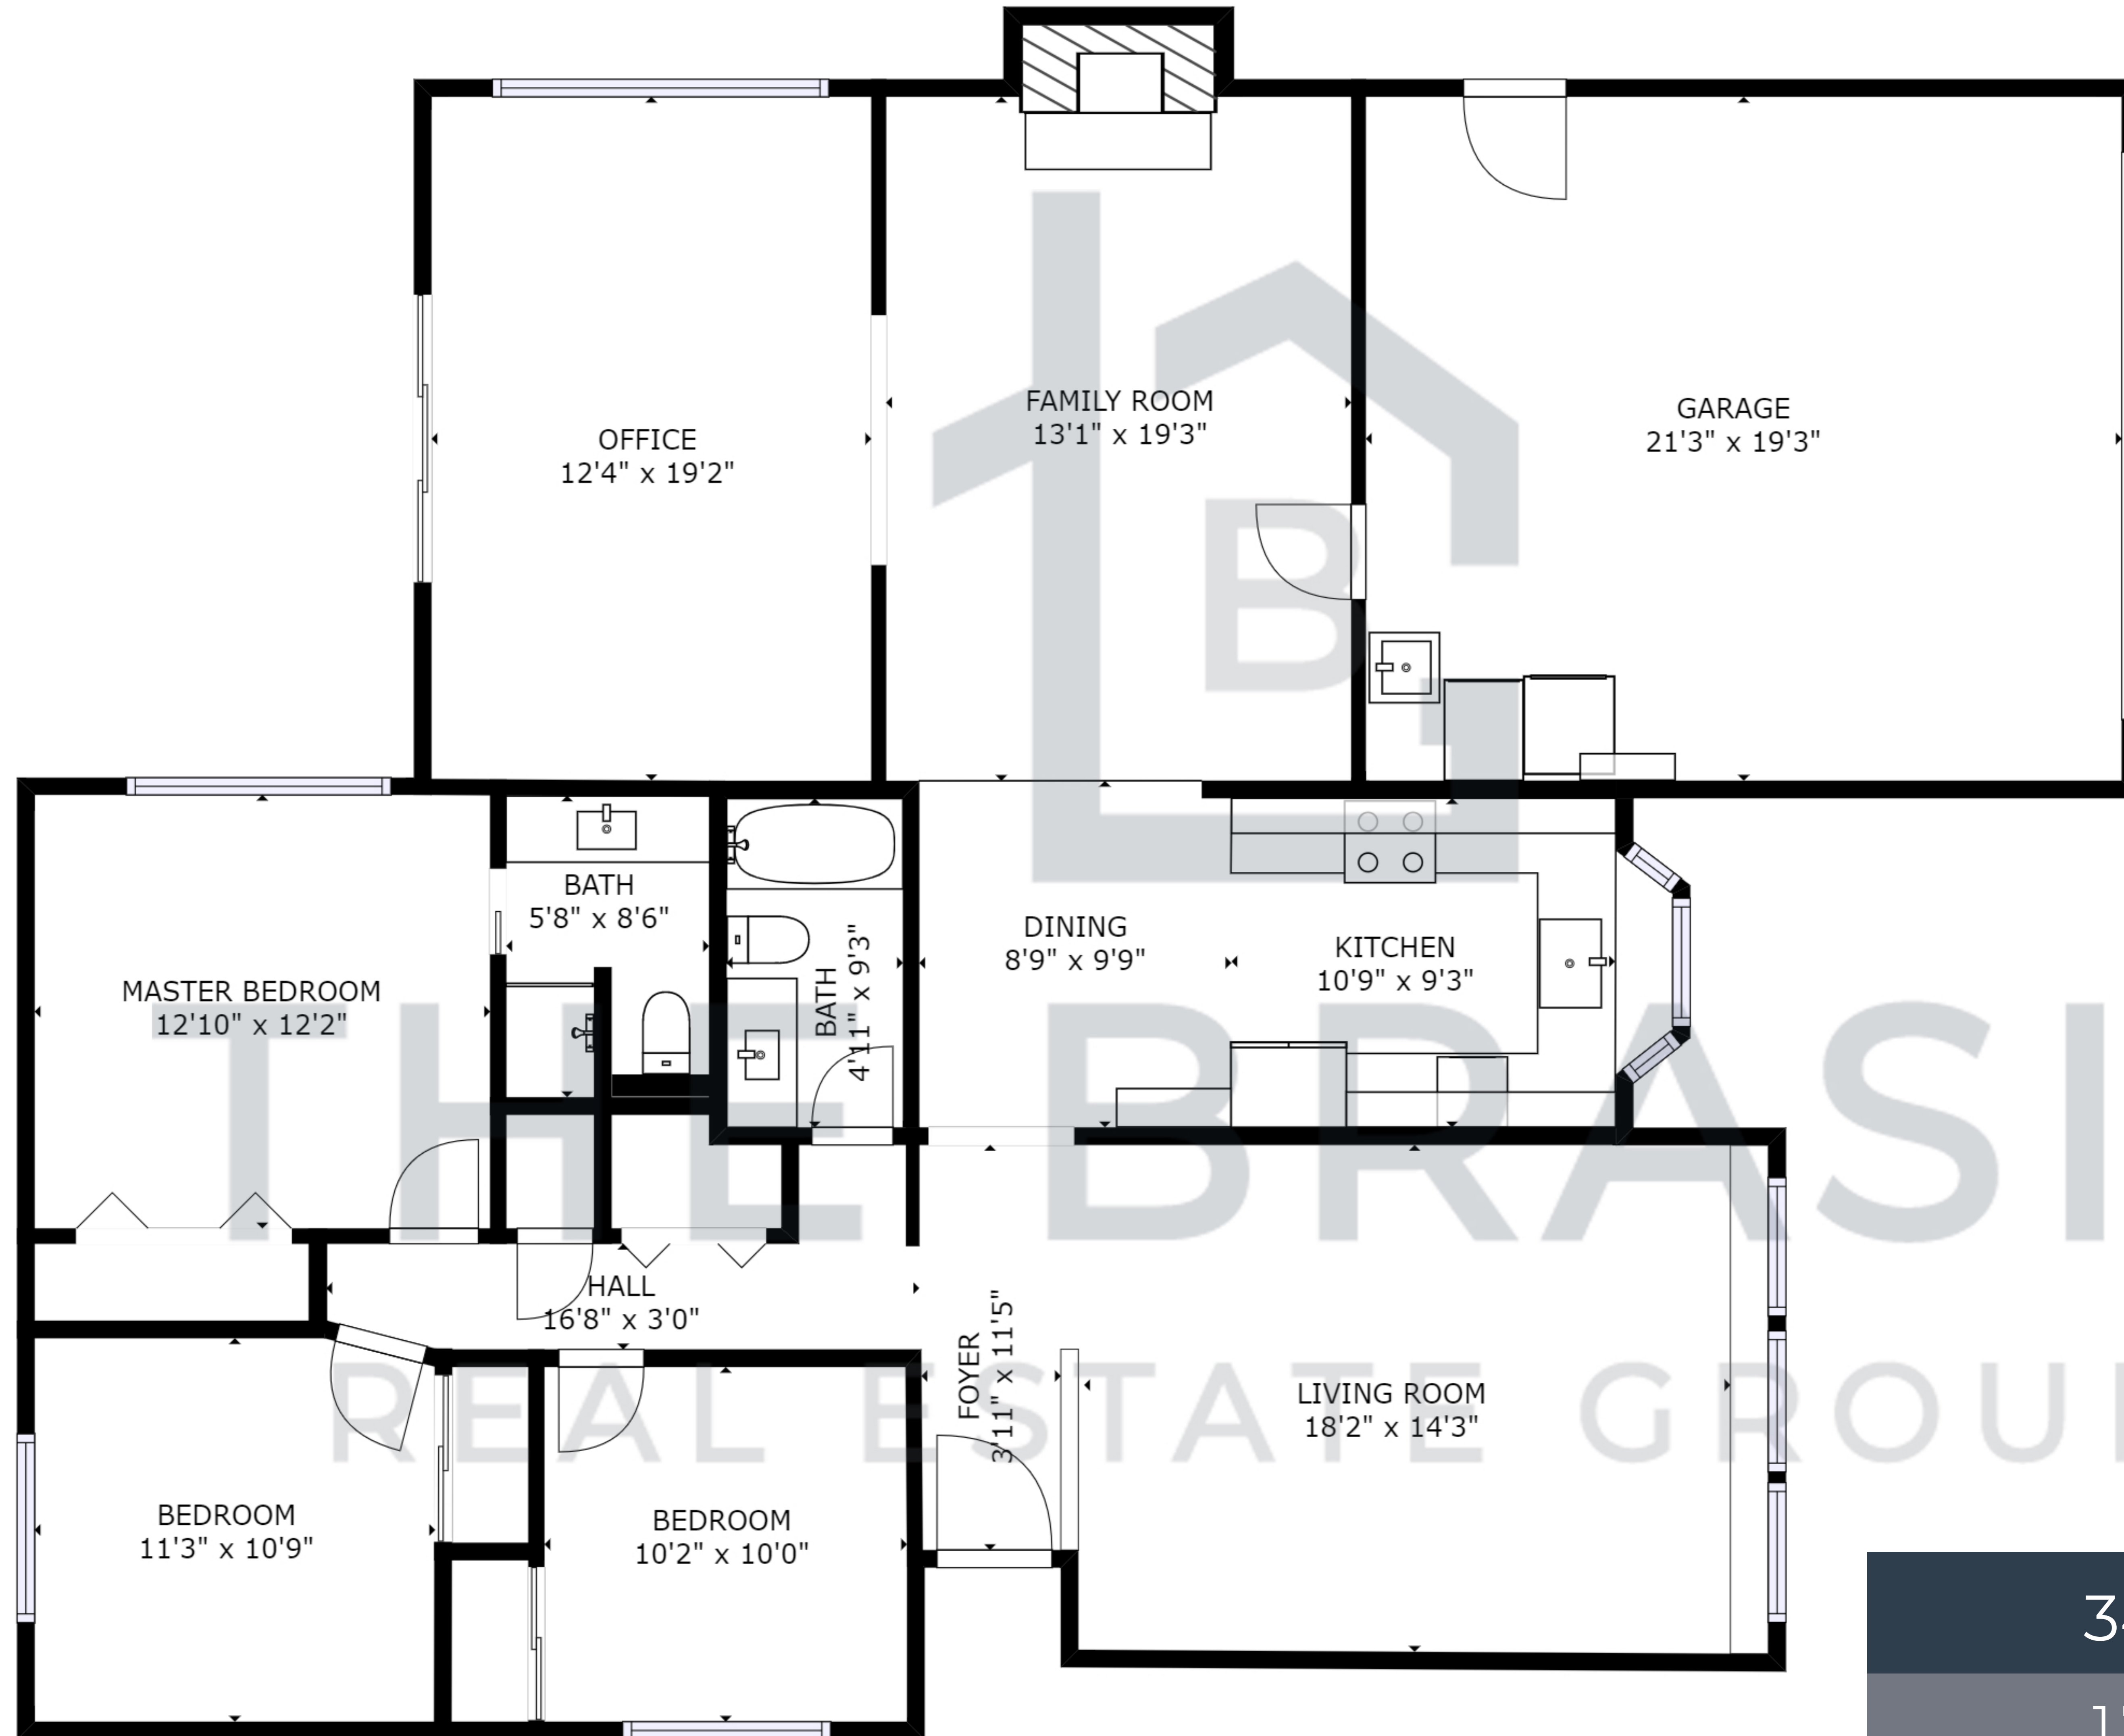 OFFICE
12'4" x 19'2"
FAMILY ROOM
13'1" x 19'3"
GARAGE
21'3" x 19'3"
B
MASTER BEDROOM
12'10" x 12'2"
BATH
5'8" x 8'6"
BATH
4'11" x 9'3"
DINING
8'9" x 9'9"
KITCHEN
10'9" x 9'3"
THE BRASI
HALL
16'8" x 3'0"
FOYER
3'11" x 11'5"
LIVING ROOM
18'2" x 14'3"
REAL ESTATE GROU
BEDROOM
11'3" x 10'9"
BEDROOM
10'2" x 10'0"